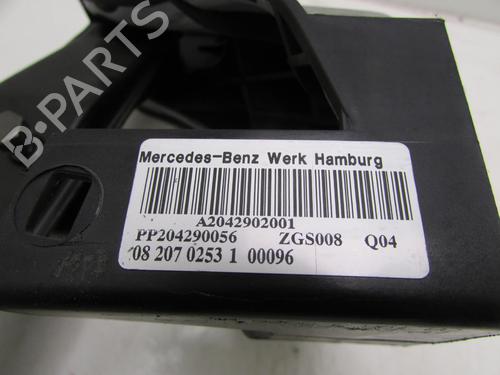 B-PARTS
Mercedes-Benz Werk Hamburg
A2042902001
PP204290056 ZGS008 Q04
08 207 0253 1 00096